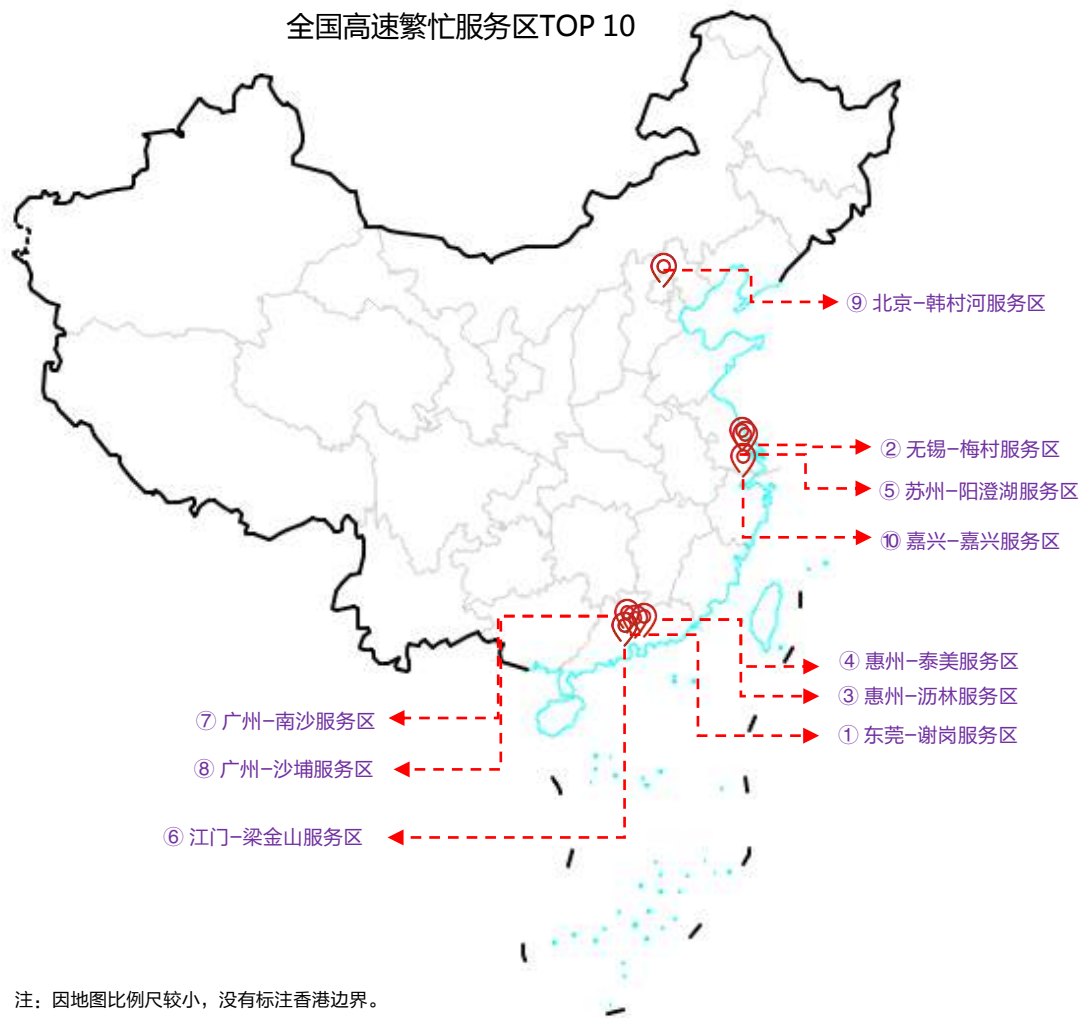 全国高速繁忙服务区TOP 10
⑨ 北京–韩村河服务区
② 无锡–梅村服务区
⑤ 苏州–阳澄湖服务区
⑩ 嘉兴–嘉兴服务区
④ 惠州–泰美服务区
③ 惠州–沥林服务区
① 东莞–谢岗服务区
⑦ 广州–南沙服务区
⑧ 广州–沙埔服务区
⑥ 江门–梁金山服务区
注：因地图比例尺较小，没有标注香港边界。